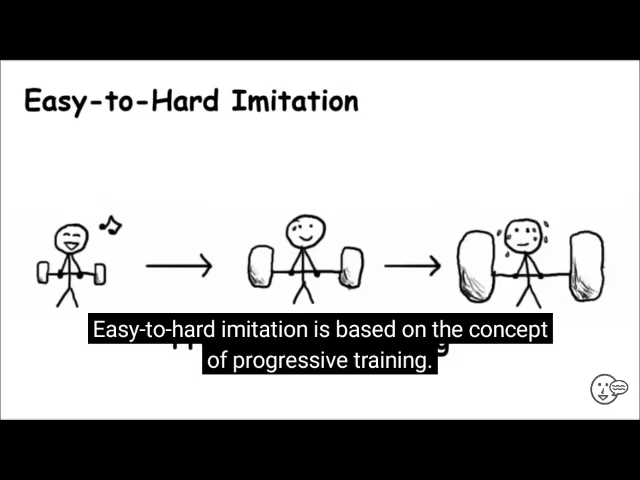 Easy-to-Hard Imitation
Easy-to-hard imitation is based on the concept
of progressive training.